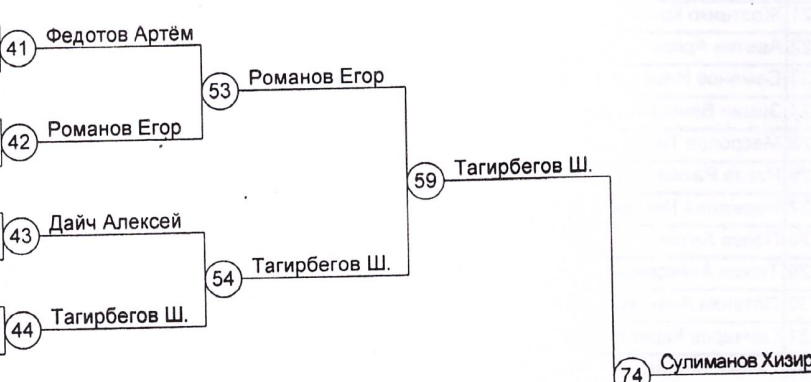 41 Федотов Артём
53 Романов Егор
42 Романов Егор
59 Тагирбегов Ш.
43 Дайч Алексей
54 Тагирбегов Ш.
44 Тагирбегов Ш.
74 Сулиманов Хизир